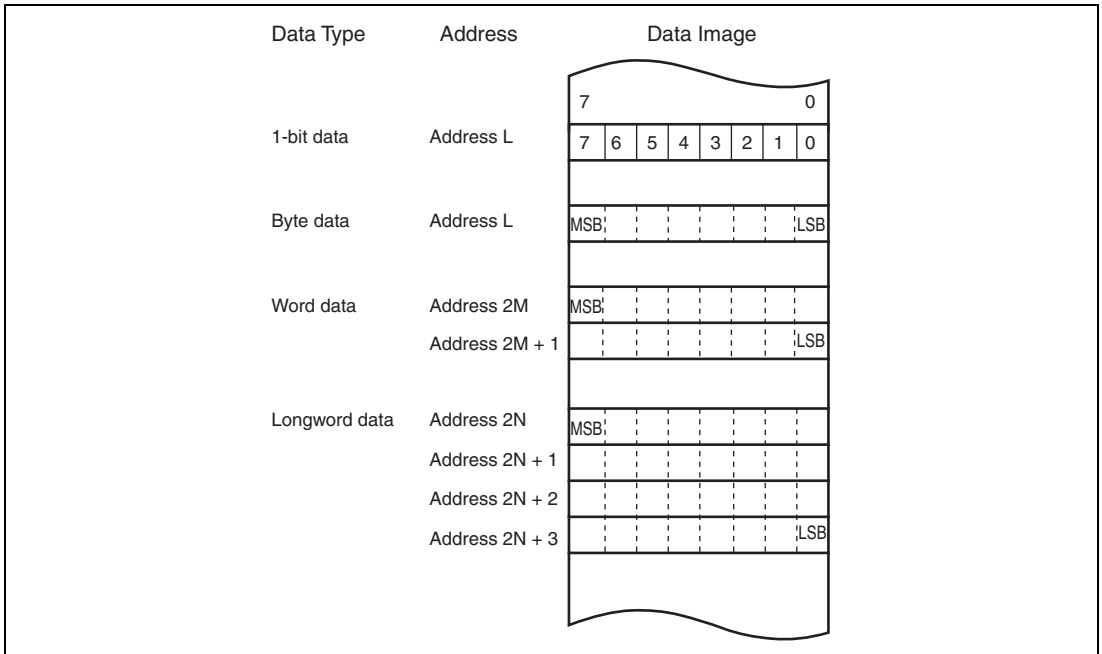 Data Type Address Data Image
7 0
1-bit data Address L 7 6 5 4 3 2 1 0
Byte data Address L MSB LSB
Word data Address 2M MSB
Address 2M + 1 LSB
Longword data Address 2N MSB
Address 2N + 1
Address 2N + 2
Address 2N + 3 LSB